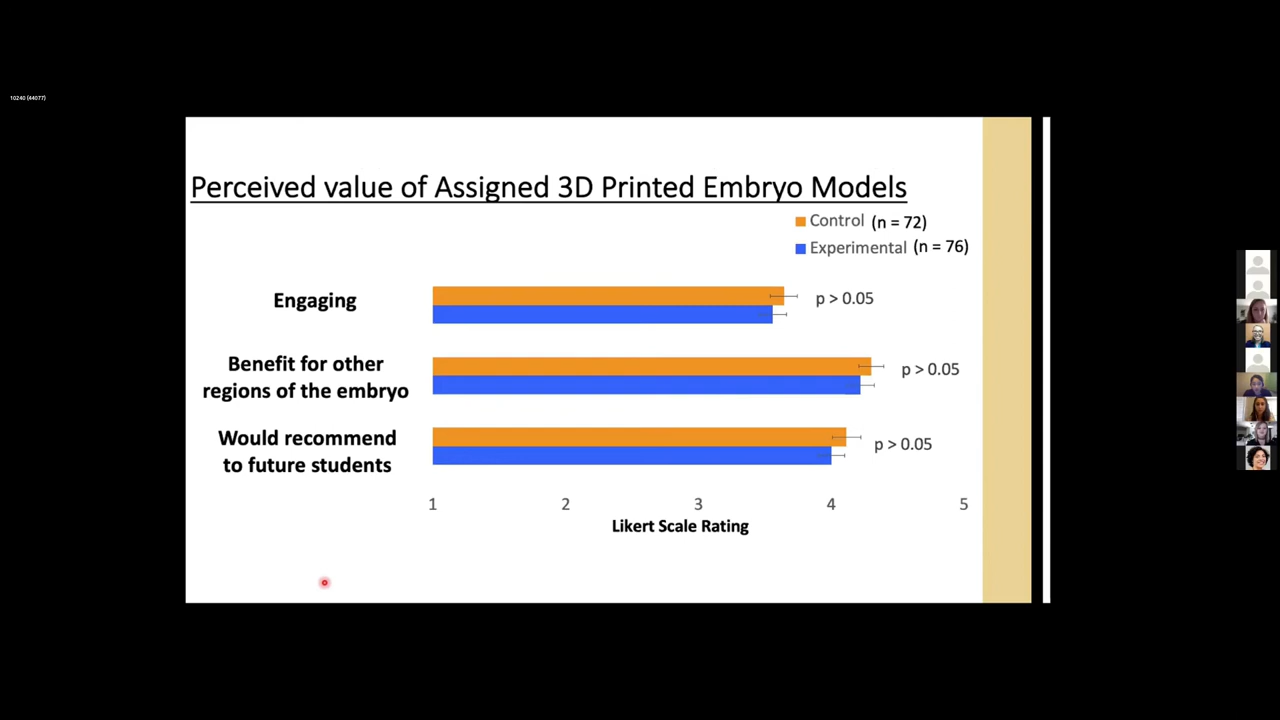 10240 (44077)
Perceived value of Assigned 3D Printed Embryo Models
Control (n = 72)
Experimental (n = 76)
Engaging
p > 0.05
Benefit for other
regions of the embryo
p > 0.05
Would recommend
to future students
p > 0.05
1 2 3 4 5
Likert Scale Rating